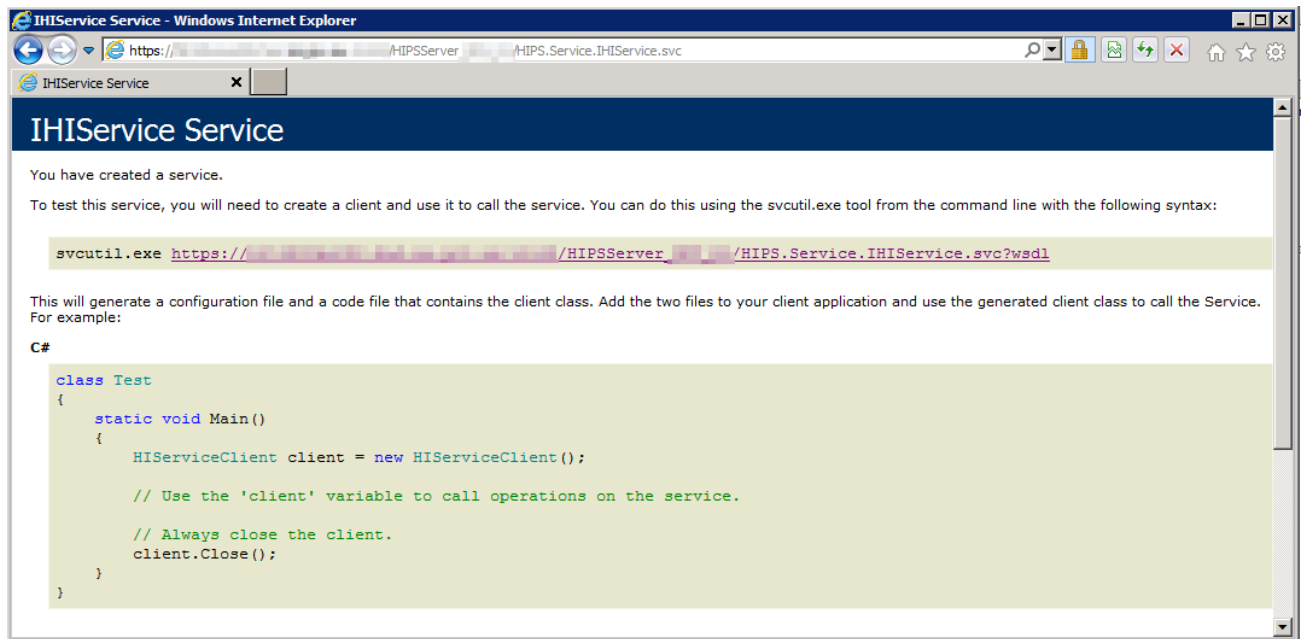 IHIService Service - Windows Internet Explorer
https:// /HIPSServer /HIPS.Service.IHIService.svc
IHIService Service
IHIService Service
You have created a service.
To test this service, you will need to create a client and use it to call the service. You can do this using the svcutil.exe tool from the command line with the following syntax:
svcutil.exe https:// /HIPSServer_ /HIPS.Service.IHIService.svc?wsdl
This will generate a configuration file and a code file that contains the client class. Add the two files to your client application and use the generated client class to call the Service.
For example:
C#
class Test
{
static void Main()
{
HIServiceClient client = new HIServiceClient();
// Use the 'client' variable to call operations on the service.
// Always close the client.
client.Close();
}
}